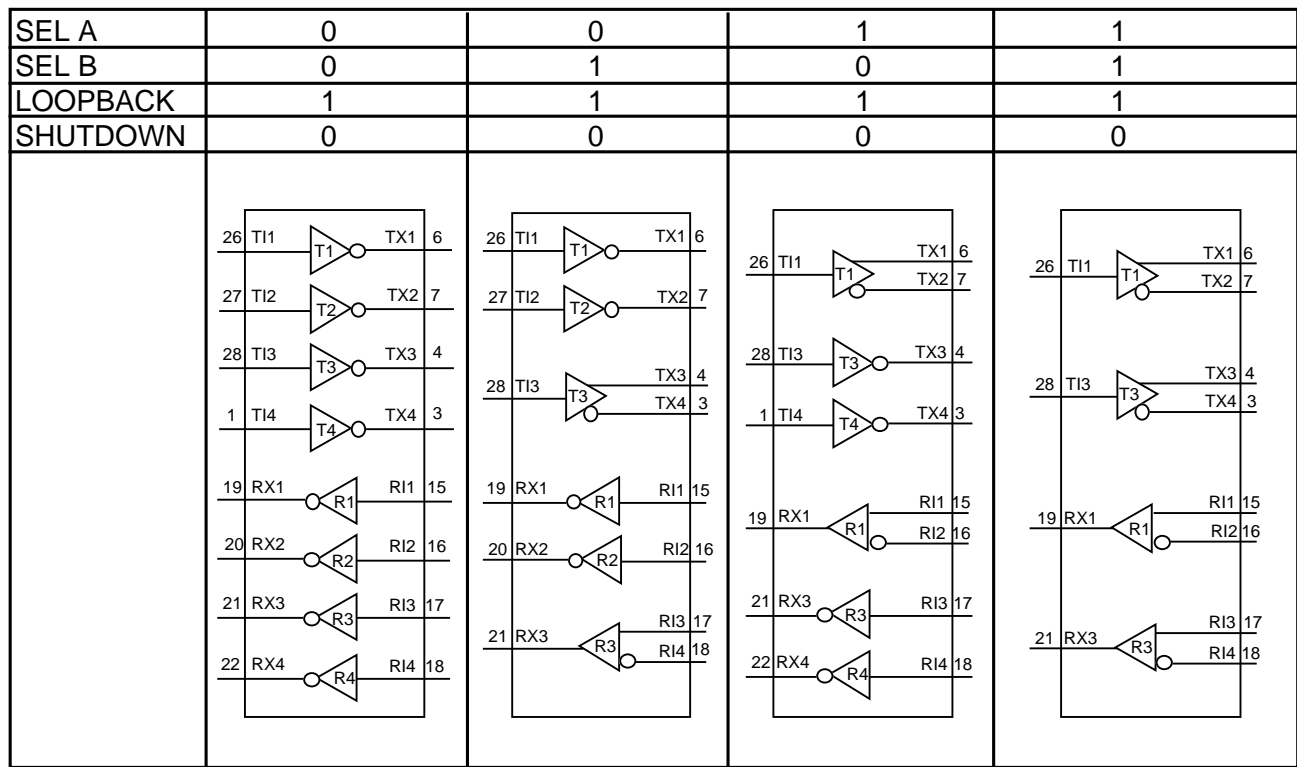 SEL A 0 0 1 1
SEL B 0 1 0 1
LOOPBACK 1 1 1 1
SHUTDOWN 0 0 0 0
26 TI1 T1 TX1 6
27 TI2 T2 TX2 7
28 TI3 T3 TX3 4
1 TI4 T4 TX4 3
19 RX1 R1 RI1 15
20 RX2 R2 RI2 16
21 RX3 R3 RI3 17
22 RX4 R4 RI4 18
26 TI1 T1 TX1 6
27 TI2 T2 TX2 7
28 TI3 T3 TX3 4
TX4 3
19 RX1 R1 RI1 15
20 RX2 R2 RI2 16
21 RX3 R3 RI3 17
RI4 18
26 TI1 T1 TX1 6
TX2 7
28 TI3 T3 TX3 4
1 TI4 T4 TX4 3
19 RX1 R1 RI1 15
RI2 16
21 RX3 R3 RI3 17
22 RX4 R4 RI4 18
26 TI1 T1 TX1 6
TX2 7
28 TI3 T3 TX3 4
TX4 3
19 RX1 R1 RI1 15
RI2 16
21 RX3 R3 RI3 17
RI4 18